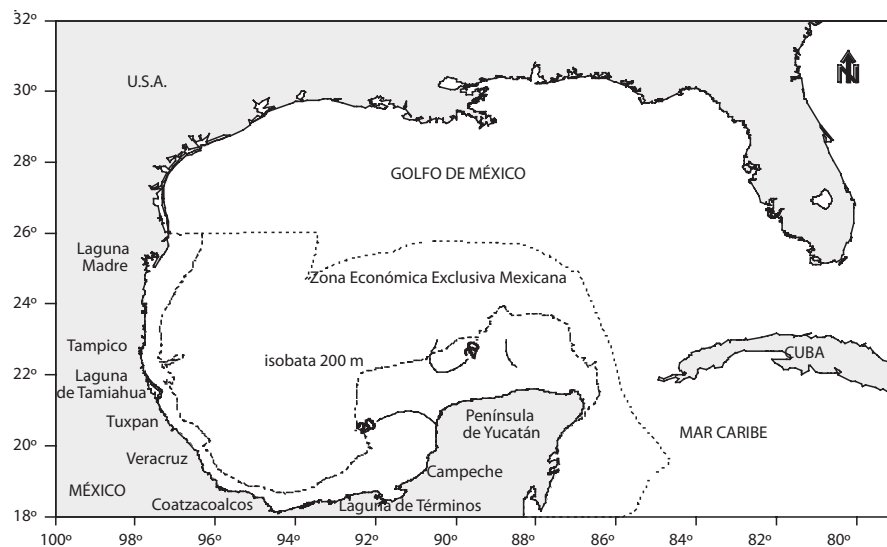 32º
30º
28º
26º
24º
22º
20º
18º
U.S.A.
N
GOLFO DE MÉXICO
Laguna
Madre
Zona Económica Exclusiva Mexicana
Tampico
isobata 200 m
20
CUBA
Laguna
de Tamiahua
Tuxpan
20
Península
de Yucatán
MAR CARIBE
Veracruz
Campeche
MÉXICO
Coatzacoalcos
Laguna de Términos
100º 98º 96º 94º 92º 90º 88º 86º 84º 82º 80º